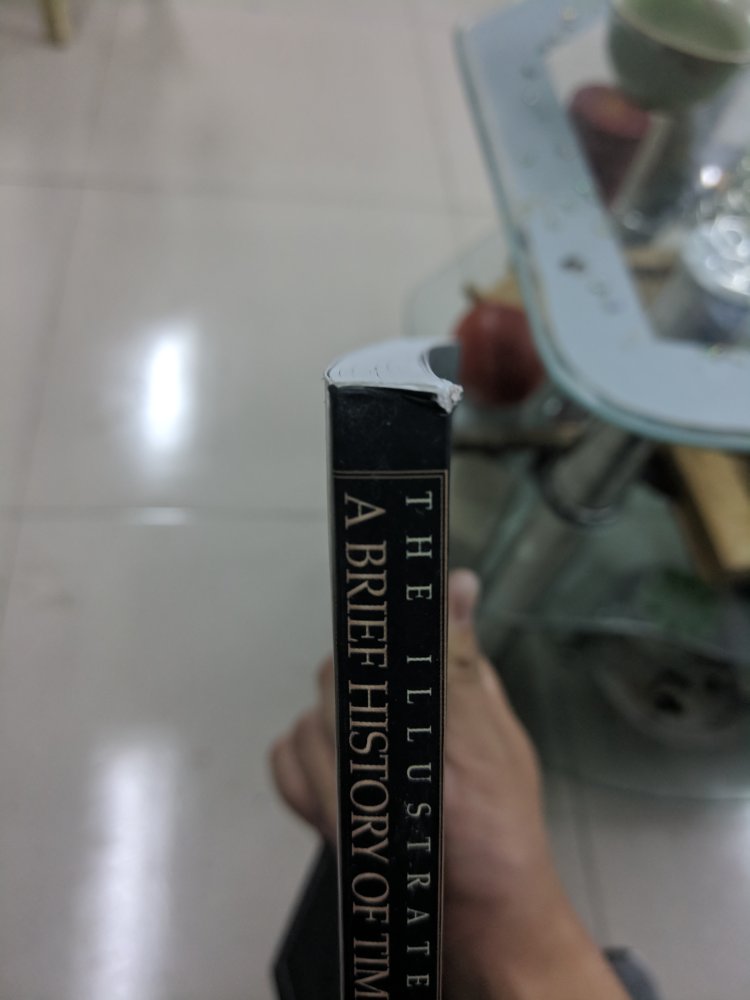 THE ILLUSTRATE
A BRIEF HISTORY OF TIM